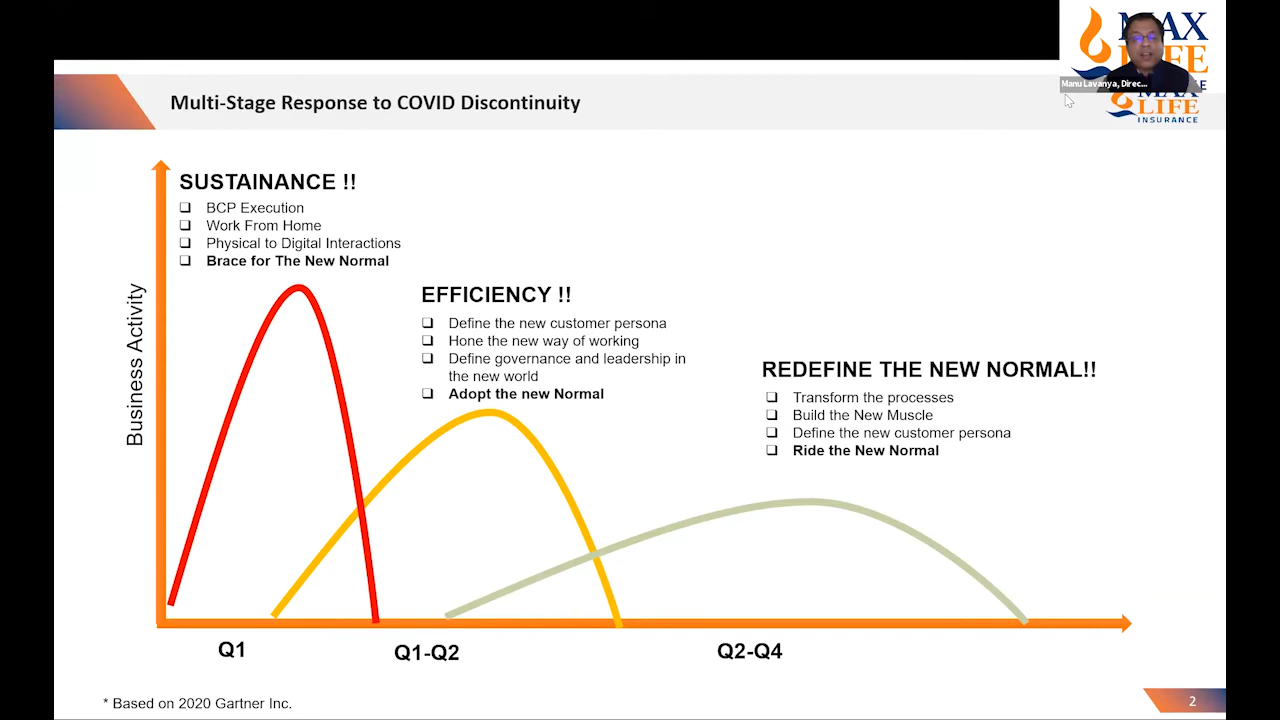 MAX
LIFE
Manu Lavanya, Direc...
MAX
LIFE
INSURANCE
Multi-Stage Response to COVID Discontinuity
SUSTAINANCE !!
BCP Execution
Work From Home
Physical to Digital Interactions
Brace for The New Normal
Business Activity
EFFICIENCY !!
Define the new customer persona
Hone the new way of working
Define governance and leadership in
the new world
Adopt the new Normal
REDEFINE THE NEW NORMAL!!
Transform the processes
Build the New Muscle
Define the new customer persona
Ride the New Normal
Q1
Q1-Q2
Q2-Q4
* Based on 2020 Gartner Inc.
2